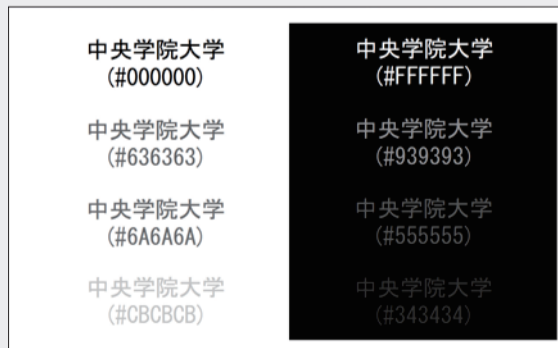 中央学院大学
(#000000)
中央学院大学
(#636363)
中央学院大学
(#6A6A6A)
中央学院大学
(#CBCBCB)
中央学院大学
(#FFFFFF)
中央学院大学
(#939393)
中央学院大学
(#555555)
中央学院大学
(#343434)